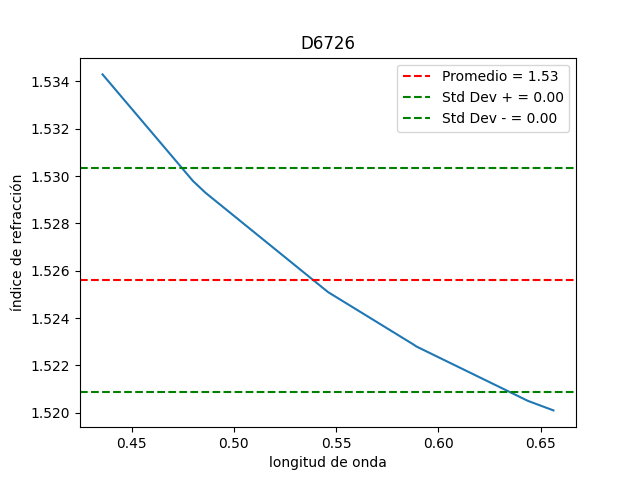 D6726
Promedio = 1.53
Std Dev + = 0.00
Std Dev - = 0.00
1.534
1.532
1.530
1.528
1.526
1.524
1.522
1.520
índice de refracción
0.45 0.50 0.55 0.60 0.65
longitud de onda